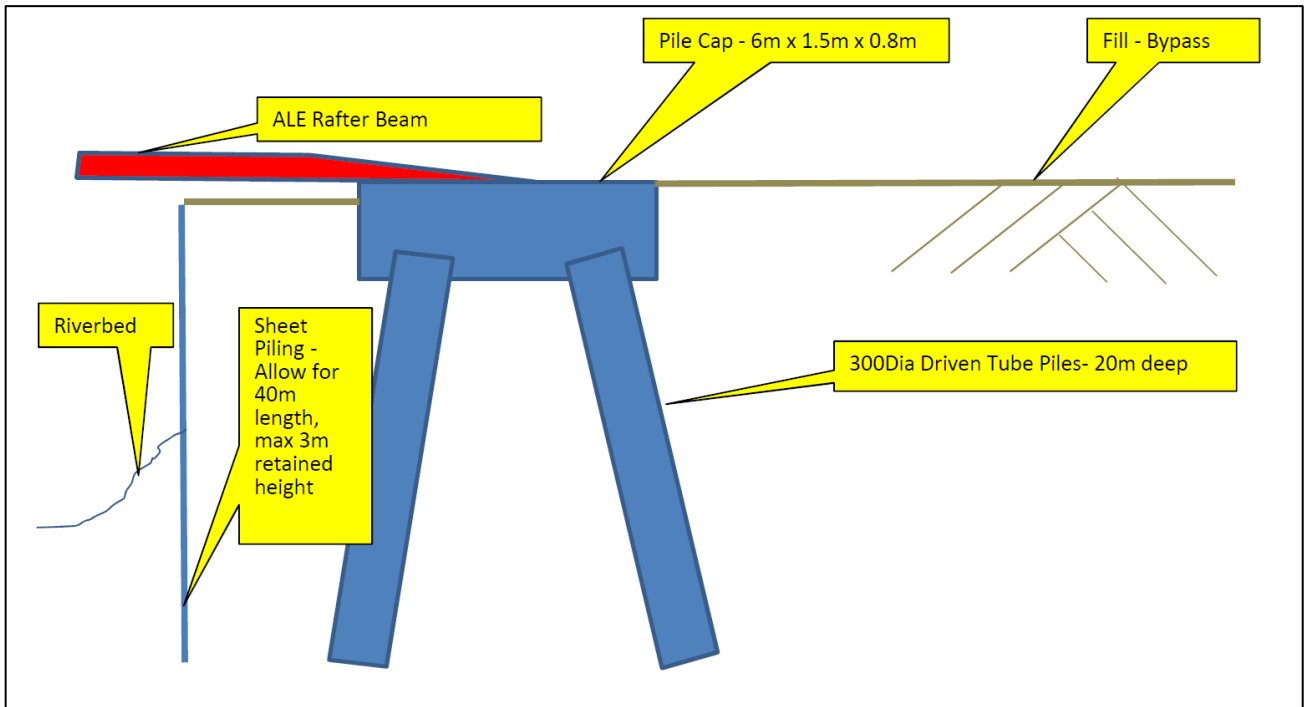 Pile Cap - 6m x 1.5m x 0.8m
Fill - Bypass
ALE Rafter Beam
Riverbed
Sheet
Piling -
Allow for
40m
length,
max 3m
retained
height
300Dia Driven Tube Piles- 20m deep